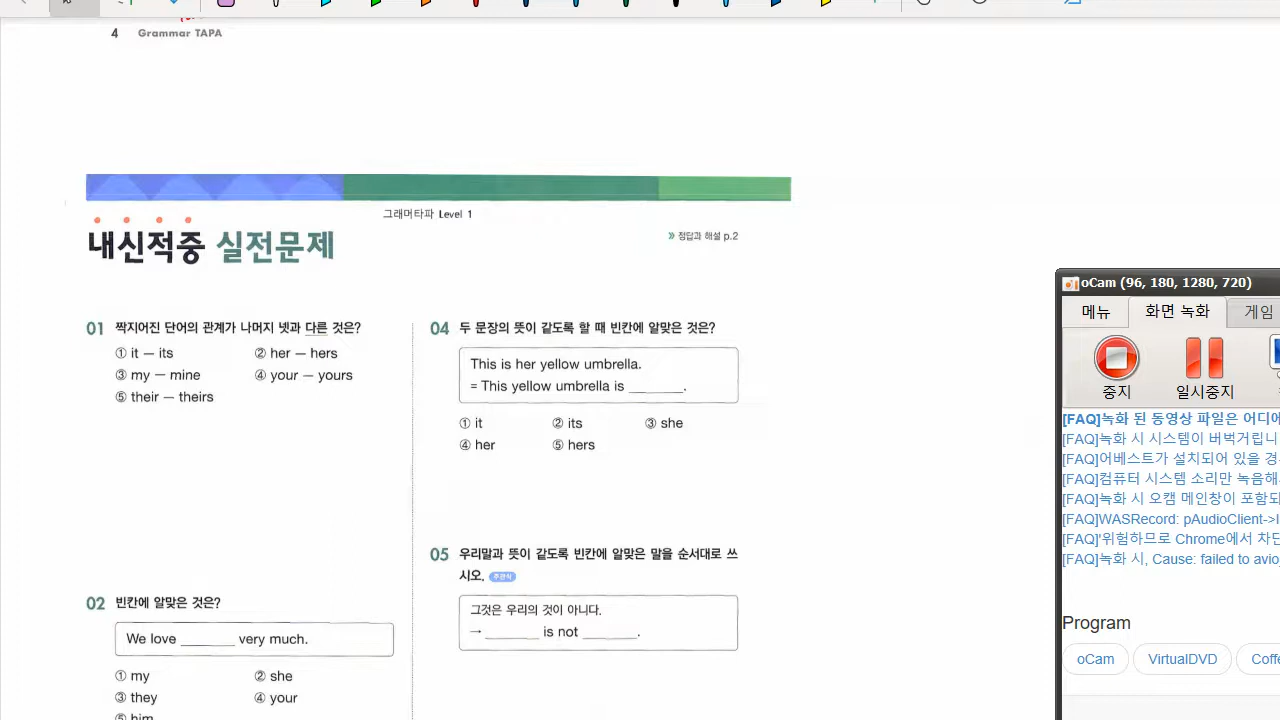 4 Grammar TAPA
그래머타파 Level 1
내신적중 실전문제
» 정답과 해설 p.2
01 짝지어진 단어의 관계가 나머지 넷과 다른 것은?
① it – its ② her – hers
③ my – mine ④ your – yours
⑤ their – theirs
02 빈칸에 알맞은 것은?
We love ______ very much.
① my ② she
③ they ④ your
⑤ him
04 두 문장의 뜻이 같도록 할 때 빈칸에 알맞은 것은?
This is her yellow umbrella.
= This yellow umbrella is ______.
① it ② its ③ she
④ her ⑤ hers
05 우리말과 뜻이 같도록 빈칸에 알맞은 말을 순서대로 쓰
시오. 주관식
그것은 우리의 것이 아니다.
→ ______ is not ______.
oCam (96, 180, 1280, 720)
메뉴 화면 녹화 게임
중지 일시중지
[FAQ]녹화 된 동영상 파일은 어디에
[FAQ]녹화 시 시스템이 버벅거립니
[FAQ]어베스트가 설치되어 있을 경
[FAQ]컴퓨터 시스템 소리만 녹음해
[FAQ]녹화 시 오캠 메인창이 포함되
[FAQ]WASRecord: pAudioClient->I
[FAQ]'위험하므로 Chrome에서 차단
[FAQ]녹화 시, Cause: failed to avio
Program
oCam VirtualDVD Coffe